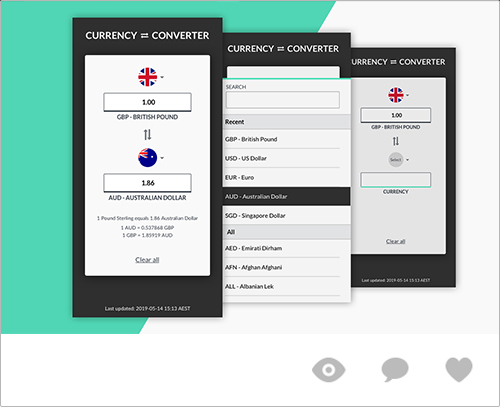 CURRENCY ⇌ CONVERTER
1.00
GBP - BRITISH POUND
1.86
AUD - AUSTRALIAN DOLLAR
1 Pound Sterling equals 1.86 Australian Dollar
1 AUD = 0.537868 GBP
1 GBP = 1.85919 AUD
Clear all
Last updated: 2019-05-14 15:13 AEST
CURRENCY ⇌ CONVERTER
SEARCH
Recent
GBP - British Pound
USD - US Dollar
EUR - Euro
AUD - Australian Dollar
SGD - Singapore Dollar
All
AED - Emirati Dirham
AFN - Afghan Afghani
ALL - Albanian Lek
CURRENCY ⇌ CONVERTER
1.00
GBP - BRITISH POUND
Select
CURRENCY
Clear all
Last updated: 2019-05-14 15:13 AEST